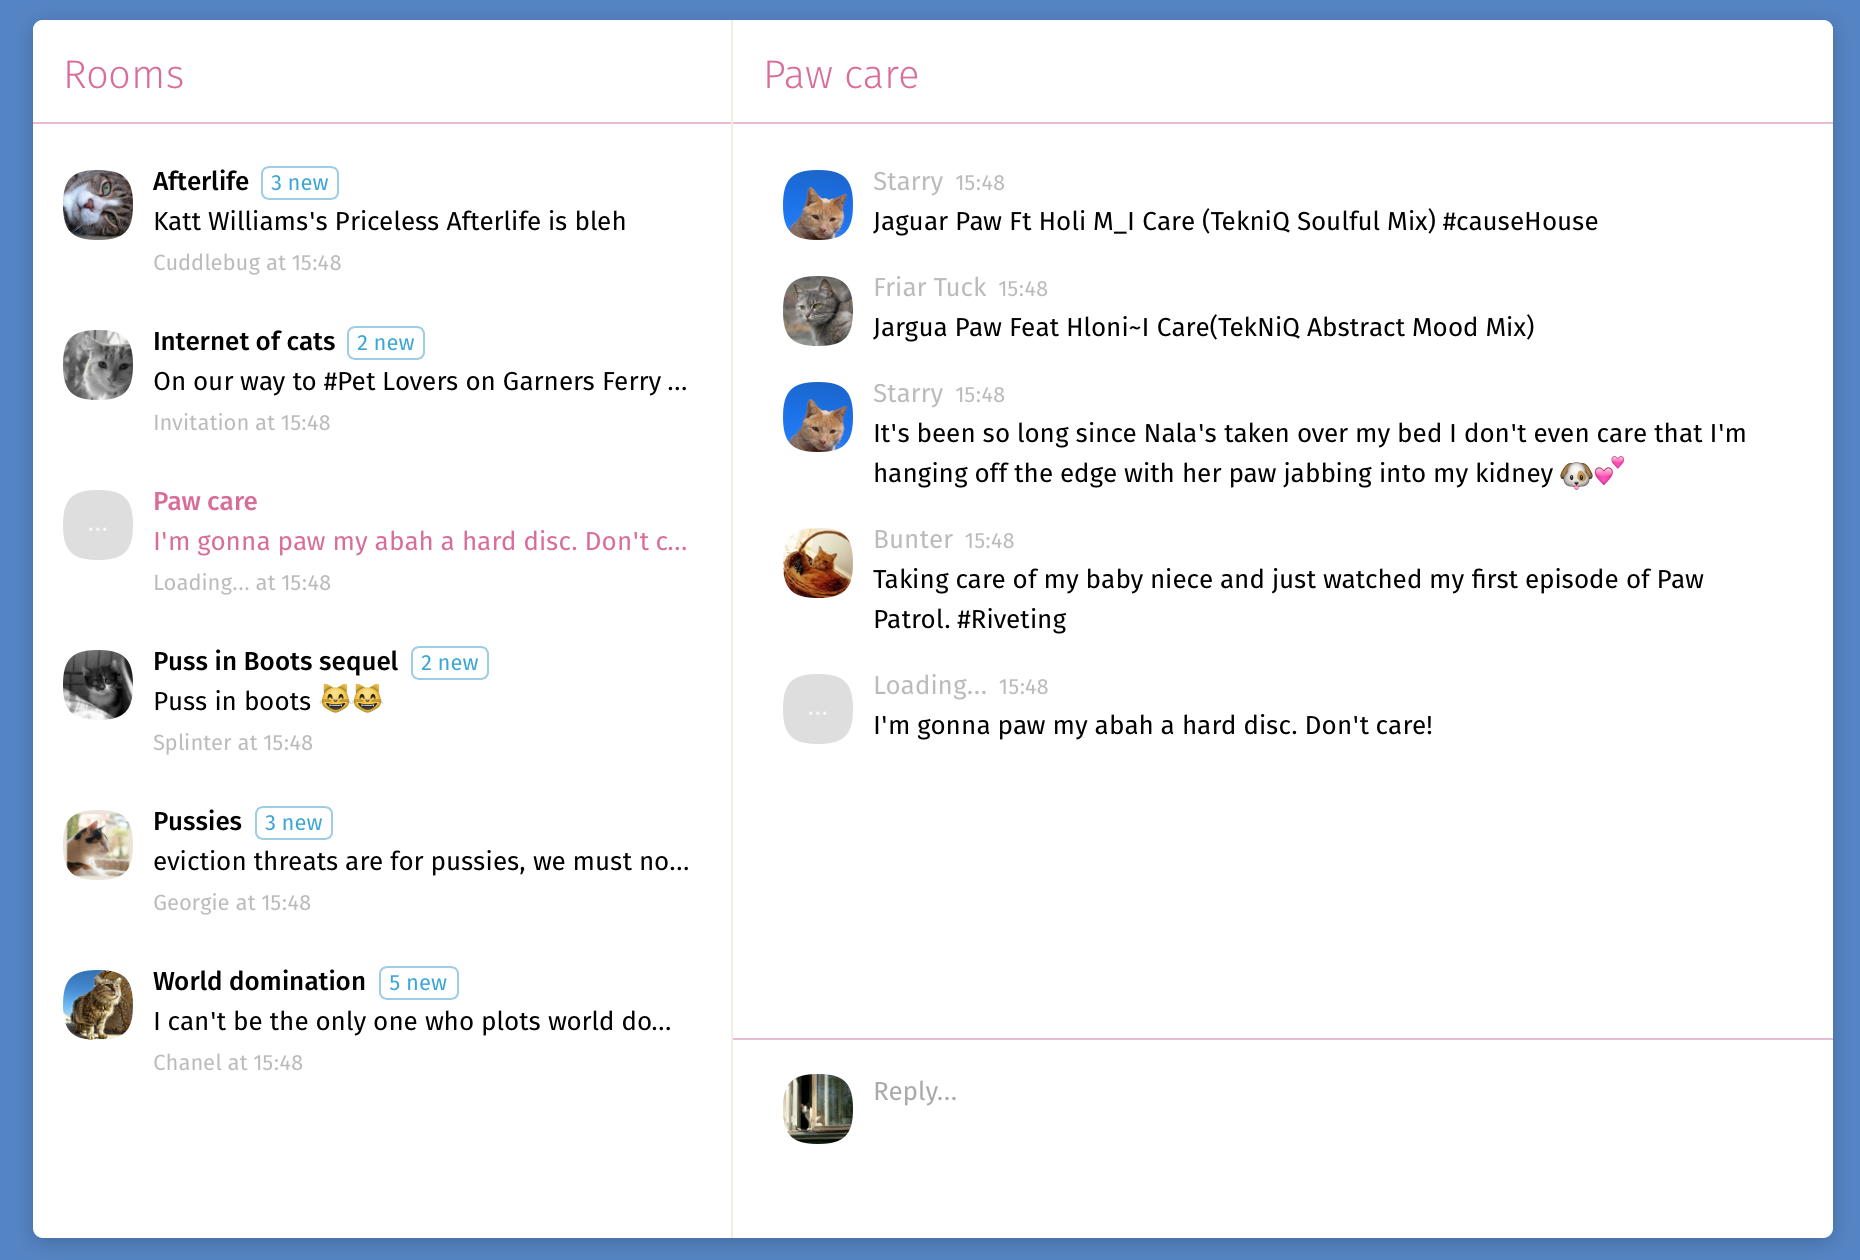 Rooms
Afterlife 3 new
Katt Williams's Priceless Afterlife is bleh
Cuddlebug at 15:48
Internet of cats 2 new
On our way to #Pet Lovers on Garners Ferry ...
Invitation at 15:48
...
Paw care
I'm gonna paw my abah a hard disc. Don't c...
Loading... at 15:48
Puss in Boots sequel 2 new
Puss in boots 😸😸
Splinter at 15:48
Pussies 3 new
eviction threats are for pussies, we must no...
Georgie at 15:48
World domination 5 new
I can't be the only one who plots world do...
Chanel at 15:48
Paw care
Starry 15:48
Jaguar Paw Ft Holi M_I Care (TekniQ Soulful Mix) #causeHouse
Friar Tuck 15:48
Jargua Paw Feat Hloni~I Care(TekNiQ Abstract Mood Mix)
Starry 15:48
It's been so long since Nala's taken over my bed I don't even care that I'm
hanging off the edge with her paw jabbing into my kidney 🐶💕
Bunter 15:48
Taking care of my baby niece and just watched my first episode of Paw
Patrol. #Riveting
...
Loading... 15:48
I'm gonna paw my abah a hard disc. Don't care!
Reply...